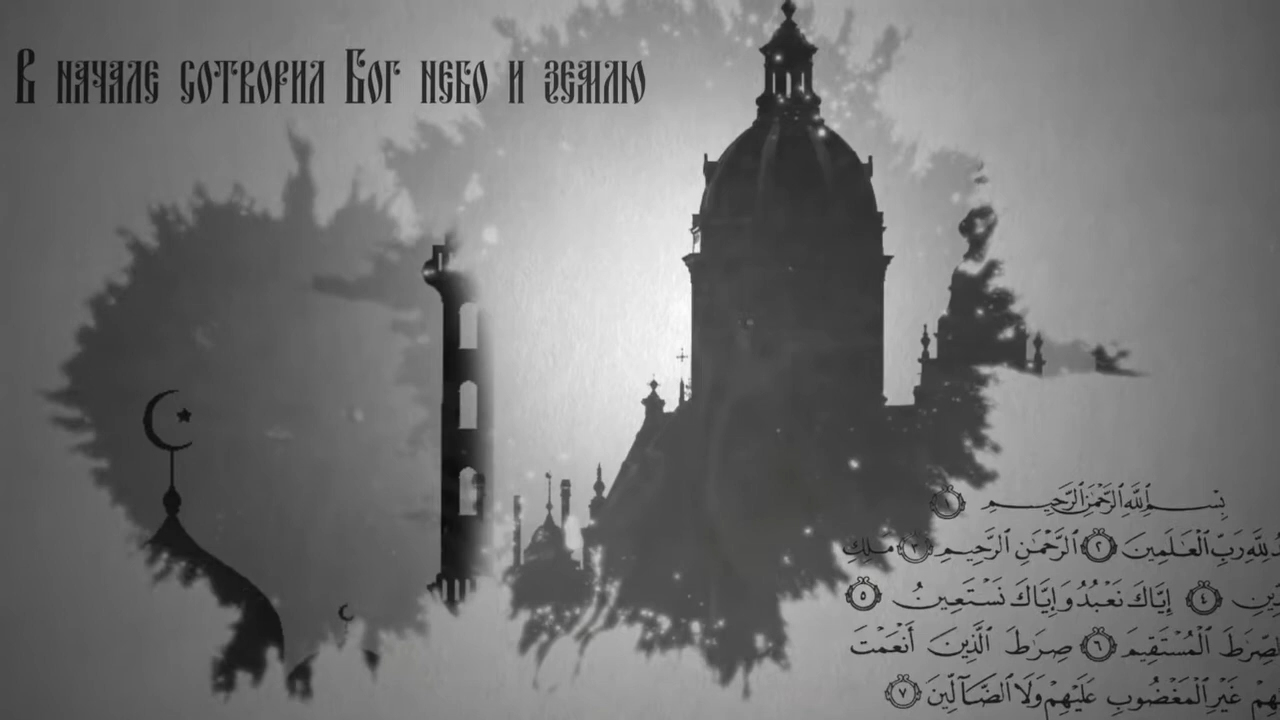 В начале сотворил Бог небо и землю
بِسْمِ ٱللَّهِ ٱلرَّحْمَٰنِ ٱلرَّحِيمِ ١
لِلَّهِ رَبِّ ٱلْعَٰلَمِينَ ٢ ٱلرَّحْمَٰنِ ٱلرَّحِيمِ ٣ مَٰلِكِ
٤ إِيَّاكَ نَعْبُدُ وَإِيَّاكَ نَسْتَعِينُ ٥
ٱلصِّرَٰطَ ٱلْمُسْتَقِيمَ ٦ صِرَٰطَ ٱلَّذِينَ أَنْعَمْتَ
غَيْرِ ٱلْمَغْضُوبِ عَلَيْهِمْ وَلَا ٱلضَّآلِّينَ ٧